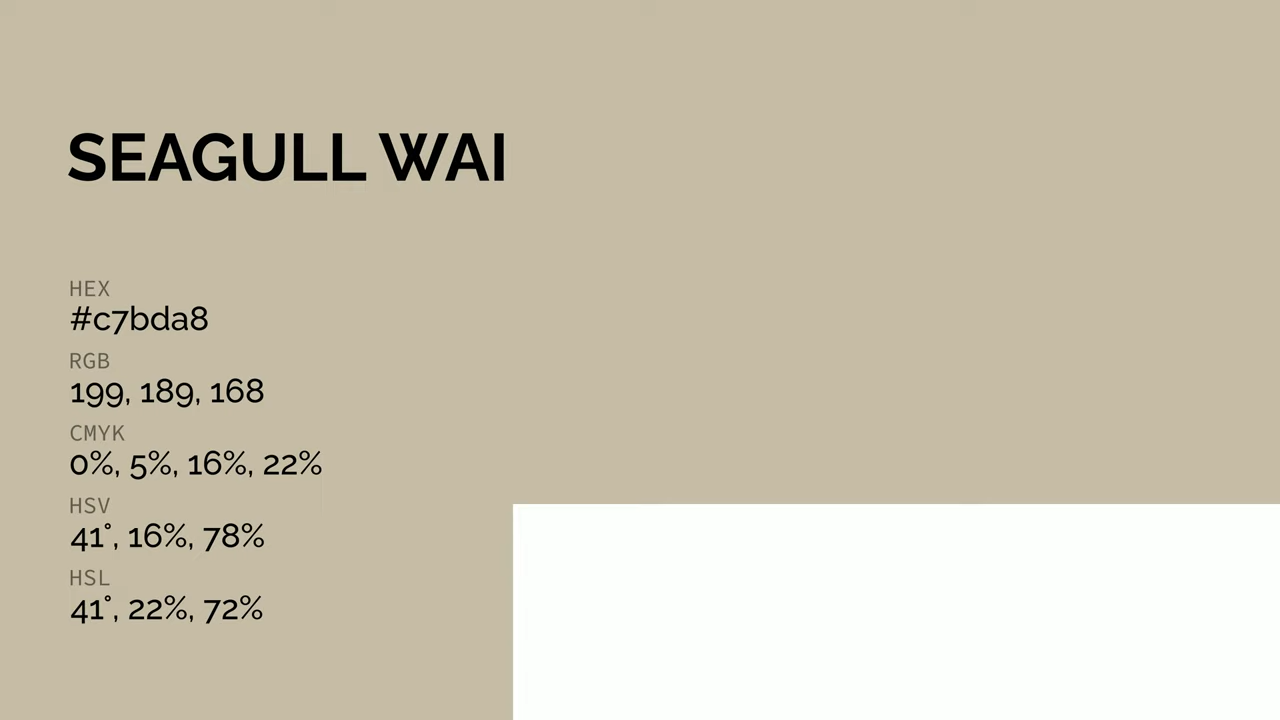 SEAGULL WAI
HEX
#c7bda8
RGB
199, 189, 168
CMYK
0%, 5%, 16%, 22%
HSV
41°, 16%, 78%
HSL
41°, 22%, 72%